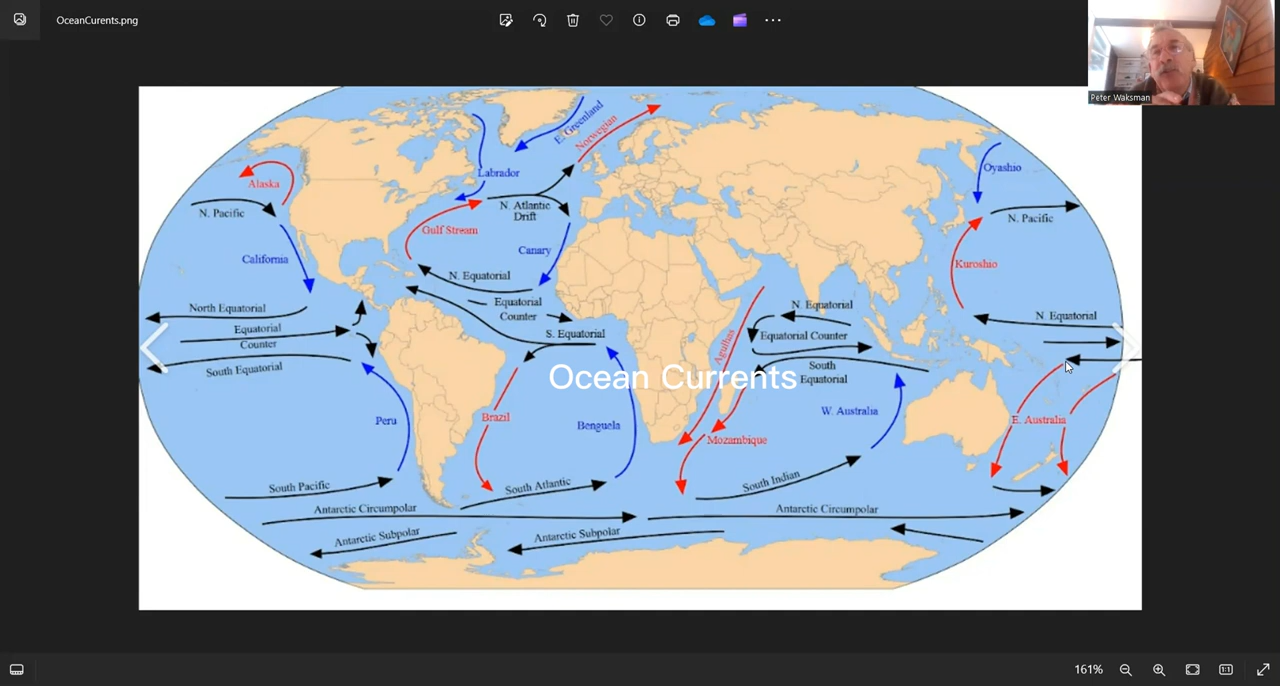 OceanCurents.png
Peter Waksman
E. Greenland
Norwegian
Labrador
Oyashio
Alaska
N. Pacific
N. Atlantic
Drift
N. Pacific
Gulf Stream
California
Canary
Kuroshio
N. Equatorial
North Equatorial
Equatorial
Counter
N. Equatorial
N. Equatorial
Equatorial
Counter
S. Equatorial
Equatorial Counter
South Equatorial
Agulhas
South
Equatorial
Ocean Currents
Peru
Brazil
Benguela
W. Australia
E. Australia
Mozambique
South Pacific
South Atlantic
South Indian
Antarctic Circumpolar
Antarctic Circumpolar
Antarctic Subpolar
Antarctic Subpolar
161%
1:1